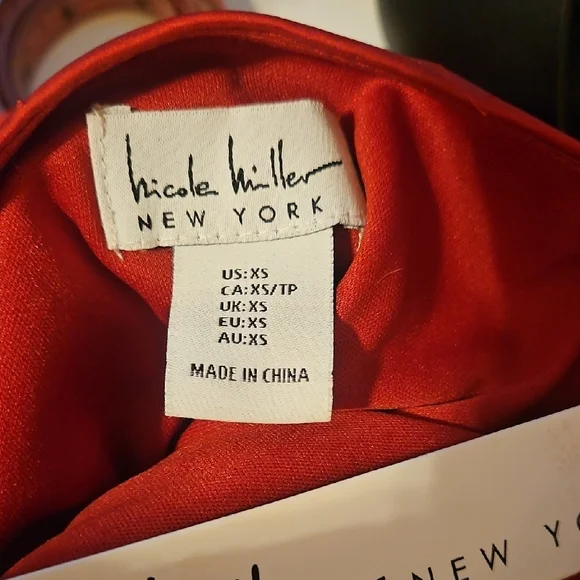 Nicole Miller
NEW YORK
US:XS
CA:XS/TP
UK:XS
EU:XS
AU:XS
MADE IN CHINA
NEW YO